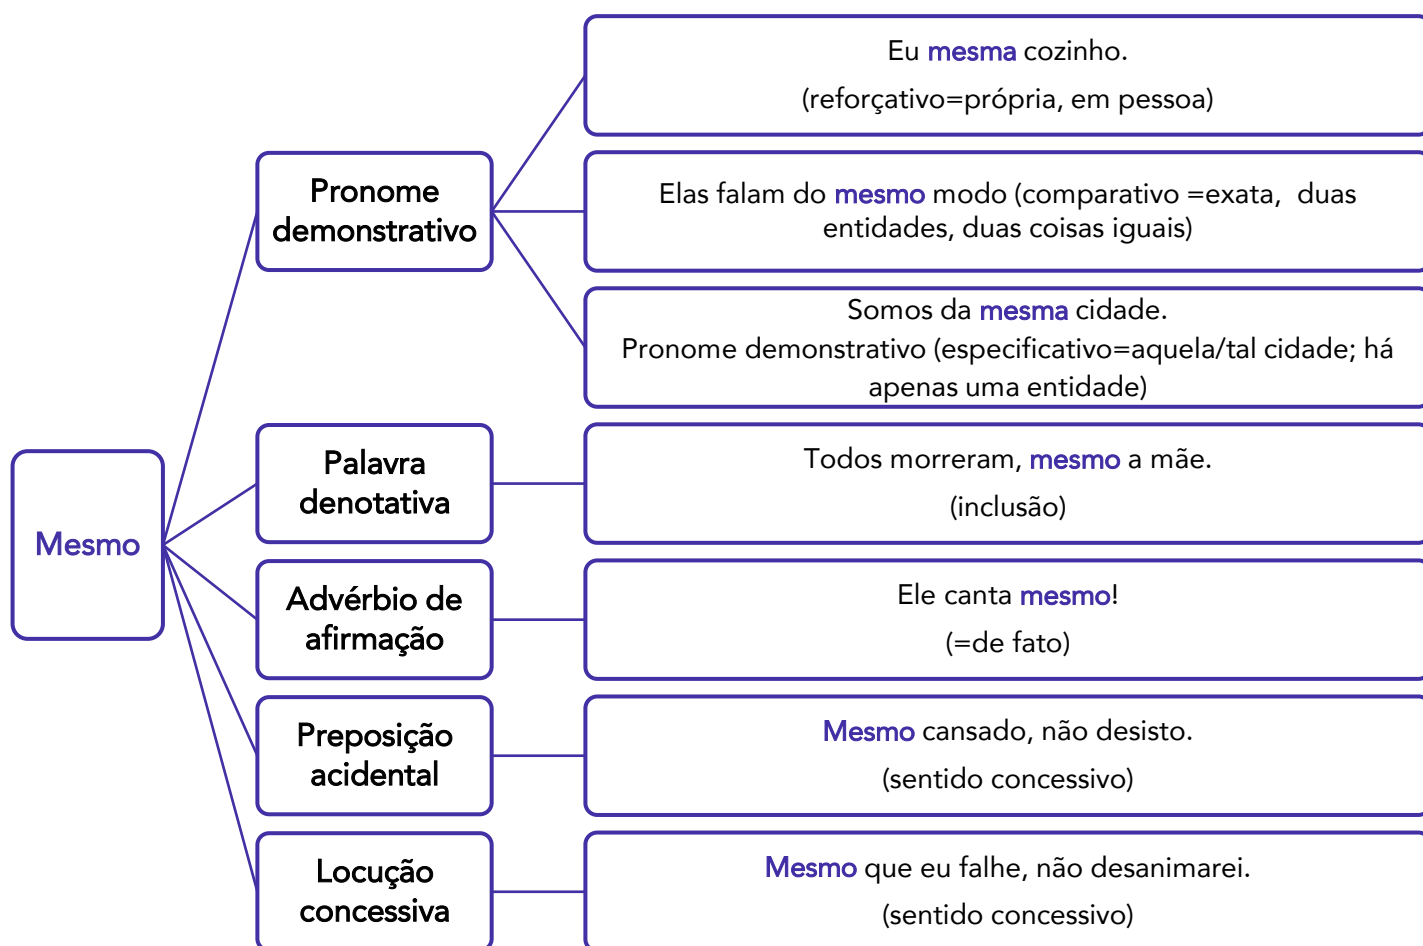 Mesmo
Pronome
demonstrativo
Eu mesma cozinho.
(reforçativo=própria, em pessoa)
Elas falam do mesmo modo (comparativo =exata, duas
entidades, duas coisas iguais)
Somos da mesma cidade.
Pronome demonstrativo (especificativo=aquela/tal cidade; há
apenas uma entidade)
Palavra
denotativa
Todos morreram, mesmo a mãe.
(inclusão)
Advérbio de
afirmação
Ele canta mesmo!
(=de fato)
Preposição
acidental
Mesmo cansado, não desisto.
(sentido concessivo)
Locução
concessiva
Mesmo que eu falhe, não desanimarei.
(sentido concessivo)